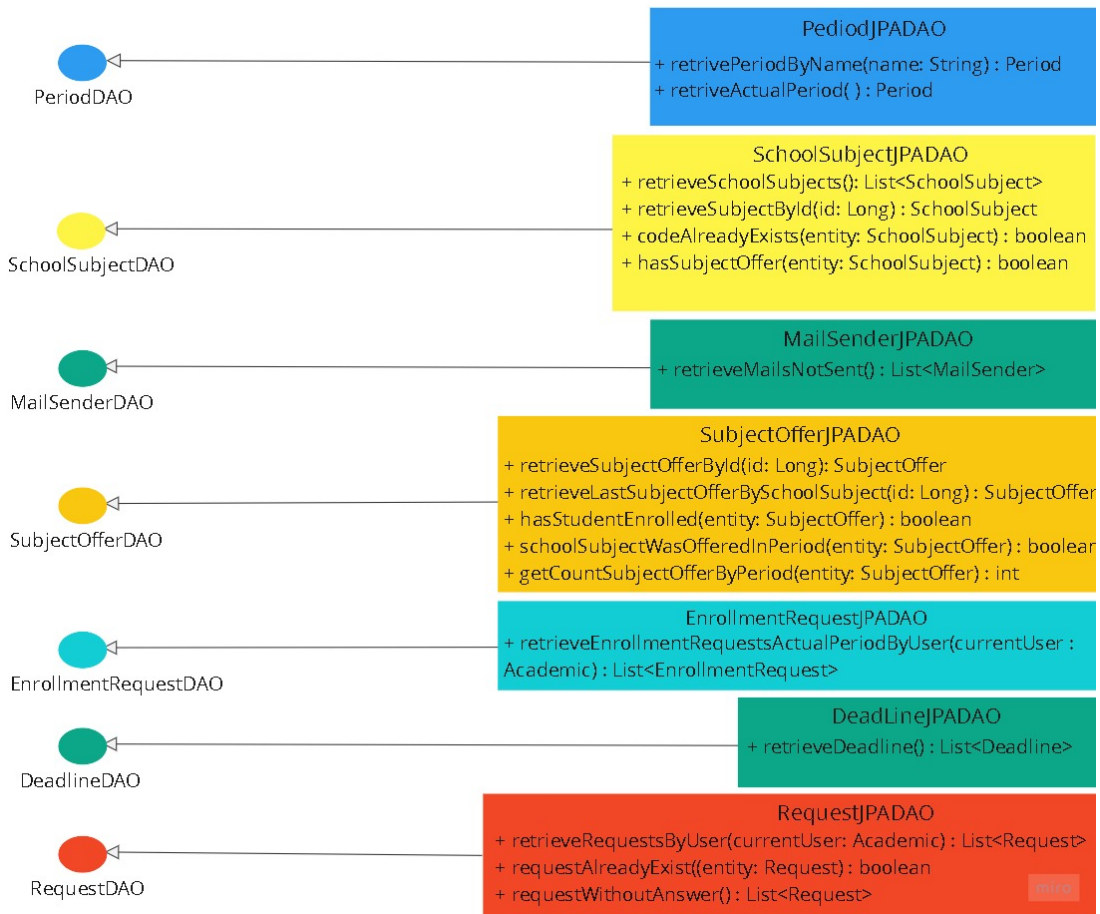 PediodJPADAO
+ retrivePeriodByName(name: String) : Period
+ retriveActualPeriod( ) : Period
PeriodDAO
SchoolSubjectJPADAO
+ retrieveSchoolSubjects(): List<SchoolSubject>
+ retrieveSubjectById(id: Long) : SchoolSubject
+ codeAlreadyExists(entity: SchoolSubject) : boolean
+ hasSubjectOffer(entity: SchoolSubject) : boolean
SchoolSubjectDAO
MailSenderJPADAO
+ retrieveMailsNotSent() : List<MailSender>
MailSenderDAO
SubjectOfferJPADAO
+ retrieveSubjectOfferById(id: Long): SubjectOffer
+ retrieveLastSubjectOfferBySchoolSubject(id: Long) : SubjectOffer
+ hasStudentEnrolled(entity: SubjectOffer) : boolean
+ schoolSubjectWasOfferedInPeriod(entity: SubjectOffer) : boolean
+ getCountSubjectOfferByPeriod(entity: SubjectOffer) : int
SubjectOfferDAO
EnrollmentRequestJPADAO
+ retrieveEnrollmentRequestsActualPeriodByUser(currentUser :
Academic) : List<EnrollmentRequest>
EnrollmentRequestDAO
DeadLineJPADAO
+ retrieveDeadline() : List<Deadline>
DeadlineDAO
RequestJPADAO
+ retrieveRequestsByUser(currentUser: Academic) : List<Request>
+ requestAlreadyExist((entity: Request) : boolean
+ requestWithoutAnswer() : List<Request>
RequestDAO
miro